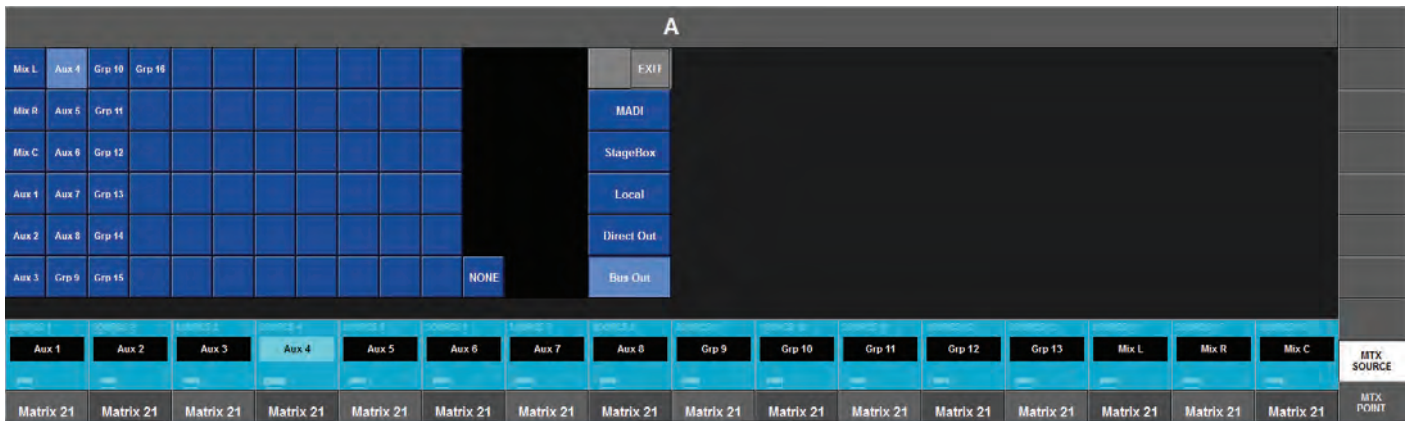 A
Mix L Aux 4 Grp 10 Grp 16 EXIT
Mix R Aux 5 Grp 11 MADI
Mix C Aux 6 Grp 12 StageBox
Aux 1 Aux 7 Grp 13 Local
Aux 2 Aux 8 Grp 14 Direct Out
Aux 3 Grp 9 Grp 15 NONE Bus Out
Aux 1 Aux 2 Aux 3 Aux 4 Aux 5 Aux 6 Aux 7 Aux 8 Grp 9 Grp 10 Grp 11 Grp 12 Grp 13 Mix L Mix R Mix C
MTX
SOURCE
Matrix 21 Matrix 21 Matrix 21 Matrix 21 Matrix 21 Matrix 21 Matrix 21 Matrix 21 Matrix 21 Matrix 21 Matrix 21 Matrix 21 Matrix 21 Matrix 21 Matrix 21 Matrix 21
MTX
POINT